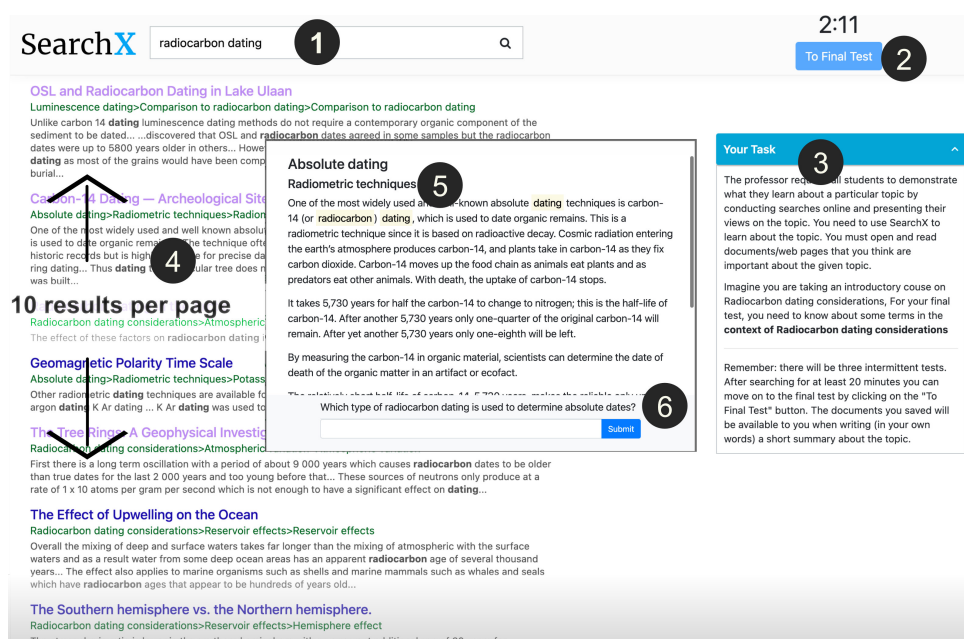 SearchX
radiocarbon dating
1
2:11
To Final Test
2
OSL and Radiocarbon Dating in Lake Ulaan
Luminescence dating>Comparison to radiocarbon dating>Comparison to radiocarbon dating
Unlike carbon 14 dating luminescence dating methods do not require a contemporary organic component of the
sediment to be dated... ...discovered that OSL and radiocarbon dates agreed in some samples but the radiocarbon
dates were up to 5800 years older in others...
dating as most of the grains would have been
burial...
Carbon-14 Dating — Archeological
Absolute dating>Radiometric techniques>
One of the most widely used and well known absolute
is used to date organic The technique
historic records but is for precise
ring dating... Thus dating tree does
was built...
4
10 results per page
Radiocarbon dating considerations>Atmospheric
The effect of these factors on radiocarbon dating
Geomagnetic Polarity Time Scale
Absolute dating>Radiometric techniques>
Other radiometric dating techniques are available
argon dating K Ar dating ... K Ar dating was used
The Tree Rings: A Geophysical
Radiocarbon dating considerations>
First there is a long term oscillation with a period of about 9 000 years which causes radiocarbon dates to be older
than true dates for the last 2 000 years and too young before that... These sources of neutrons only produce at a
rate of 1 x 10 atoms per gram per second which is not enough to have a significant effect on dating...
The Effect of Upwelling on the Ocean
Radiocarbon dating considerations>Reservoir effects>Reservoir effects
Overall the mixing of deep and surface waters takes far longer than the mixing of atmospheric with the surface
waters and as a result water from some deep ocean areas has an apparent radiocarbon age of several thousand
years... The effect also applies to marine organisms such as shells and marine mammals such as whales and seals
which have radiocarbon ages that appear to be hundreds of years old...
The Southern hemisphere vs. the Northern hemisphere.
Radiocarbon dating considerations>Reservoir effects>Hemisphere effect
Absolute dating
Radiometric techniques
5
One of the most widely used and absolute dating techniques is carbon-
14 (or radiocarbon) dating, which is used to date organic remains. This is a
radiometric technique since it is based on radioactive decay. Cosmic radiation entering
the earth's atmosphere produces carbon-14, and plants take in carbon-14 as they fix
carbon dioxide. Carbon-14 moves up the food chain as animals eat plants and as
predators eat other animals. With death, the uptake of carbon-14 stops.
It takes 5,730 years for half the carbon-14 to change to nitrogen; this is the half-life of
carbon-14. After another 5,730 years only one-quarter of the original carbon-14 will
remain. After yet another 5,730 years only one-eighth will be left.
By measuring the carbon-14 in organic material, scientists can determine the date of
death of the organic matter in an artifact or ecofact.
Which type of radiocarbon dating is used to determine absolute dates?
6
Submit
Your Task
3
The professor all students to demonstrate
what they learn about a particular topic by
conducting searches online and presenting their
views on the topic. You need to use SearchX to
learn about the topic. You must open and read
documents/web pages that you think are
important about the given topic.
Imagine you are taking an introductory couse on
Radiocarbon dating considerations, For your final
test, you need to know about some terms in the
context of Radiocarbon dating considerations
Remember: there will be three intermittent tests.
After searching for at least 20 minutes you can
move on to the final test by clicking on the "To
Final Test" button. The documents you saved will
be available to you when writing (in your own
words) a short summary about the topic.